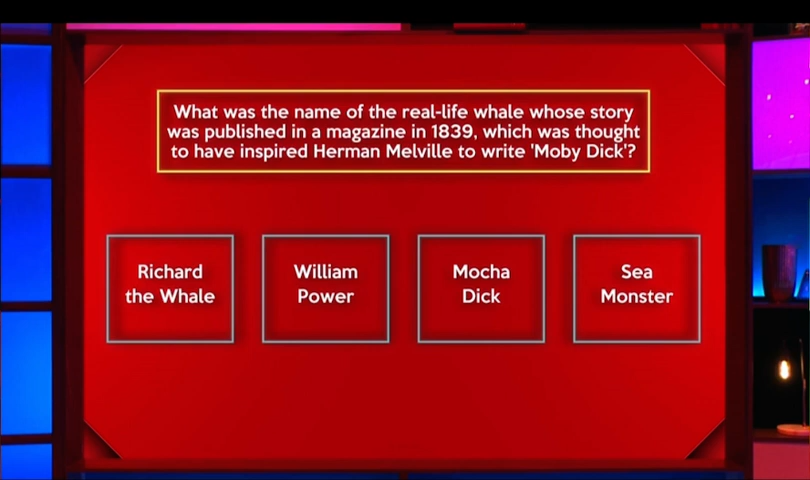 What was the name of the real-life whale whose story
was published in a magazine in 1839, which was thought
to have inspired Herman Melville to write 'Moby Dick'?
Richard
the Whale
William
Power
Mocha
Dick
Sea
Monster